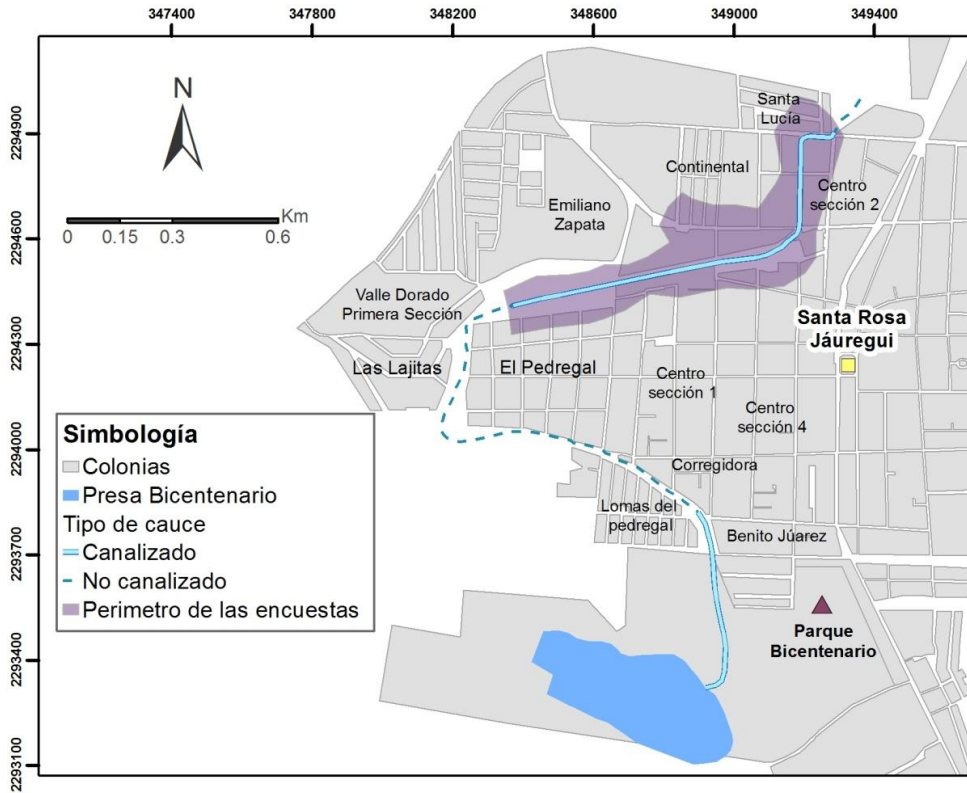 347400 347800 348200 348600 349000 349400
2294900
2294600
2294300
2294000
2293700
2293400
2293100
N
Km
0 0.15 0.3 0.6
Santa
Lucía
Continental
Centro
sección 2
Emiliano
Zapata
Valle Dorado
Primera Sección
Santa Rosa
Jáuregui
Las Lajitas
El Pedregal
Centro
sección 1
Centro
sección 4
Corregidora
Lomas del
pedregal
Benito Júarez
Parque
Bicentenario
Simbología
Colonias
Presa Bicentenario
Tipo de cauce
Canalizado
No canalizado
Perimetro de las encuestas